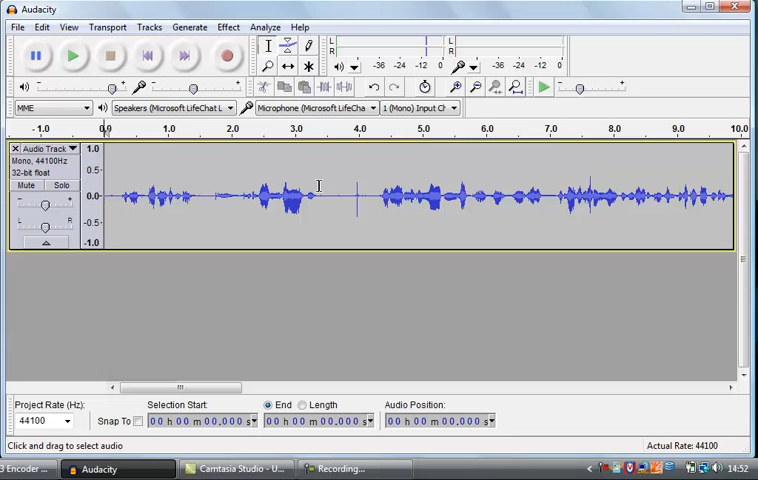 Audacity
File Edit View Transport Tracks Generate Effect Analyze Help
L
R
-36 -24 -12 0
L
R
-36 -24 -12 0
MME
Speakers (Microsoft LifeChat L
Microphone (Microsoft LifeCha
1 (Mono) Input Ch
-1.0 0.0 1.0 2.0 3.0 4.0 5.0 6.0 7.0 8.0 9.0 10.0
Audio Track
Mono, 44100Hz
32-bit float
Mute Solo
- +
L R
1.0
0.5
0.0
-0.5
-1.0
Project Rate (Hz):
44100
Snap To
Selection Start:
00 h 00 m 00.000 s
End Length
00 h 00 m 00.000 s
Audio Position:
00 h 00 m 00.000 s
Click and drag to select audio
Actual Rate: 44100
3 Encoder ...
Audacity
Camtasia Studio - U...
Recording...
14:52